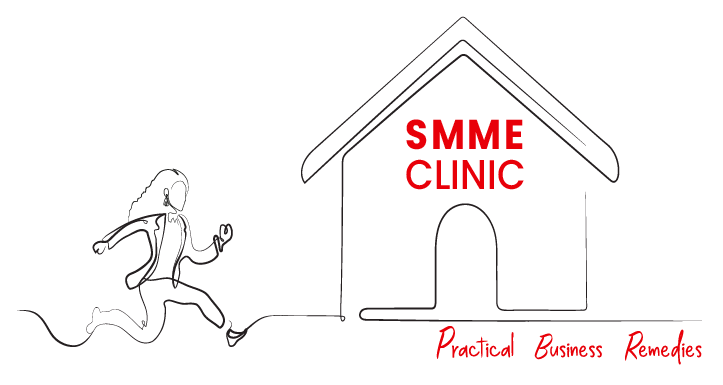 SMME
CLINIC
Practical Business Remedies